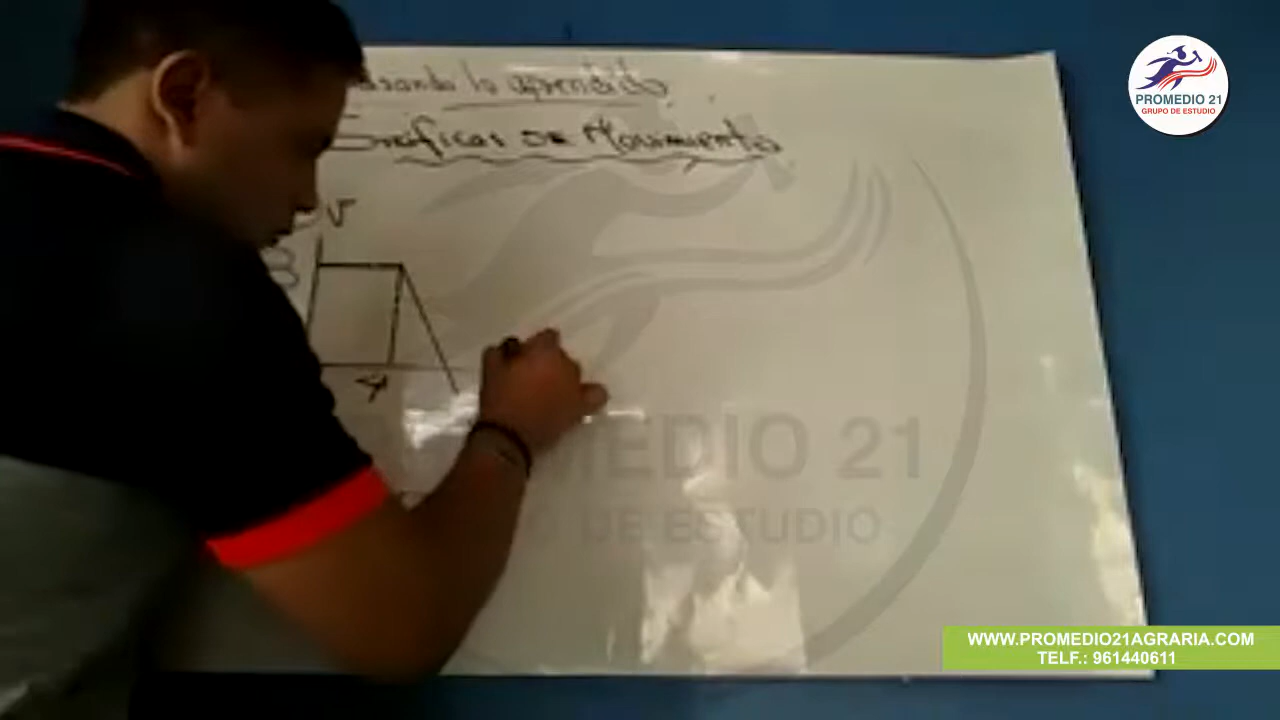 lo aprendido
Gráficas de Movimiento
V
8
4
PROMEDIO 21
GRUPO DE ESTUDIO
MEDIO 21
O DE ESTUDIO
WWW.PROMEDIO21AGRARIA.COM
TELF.: 961440611